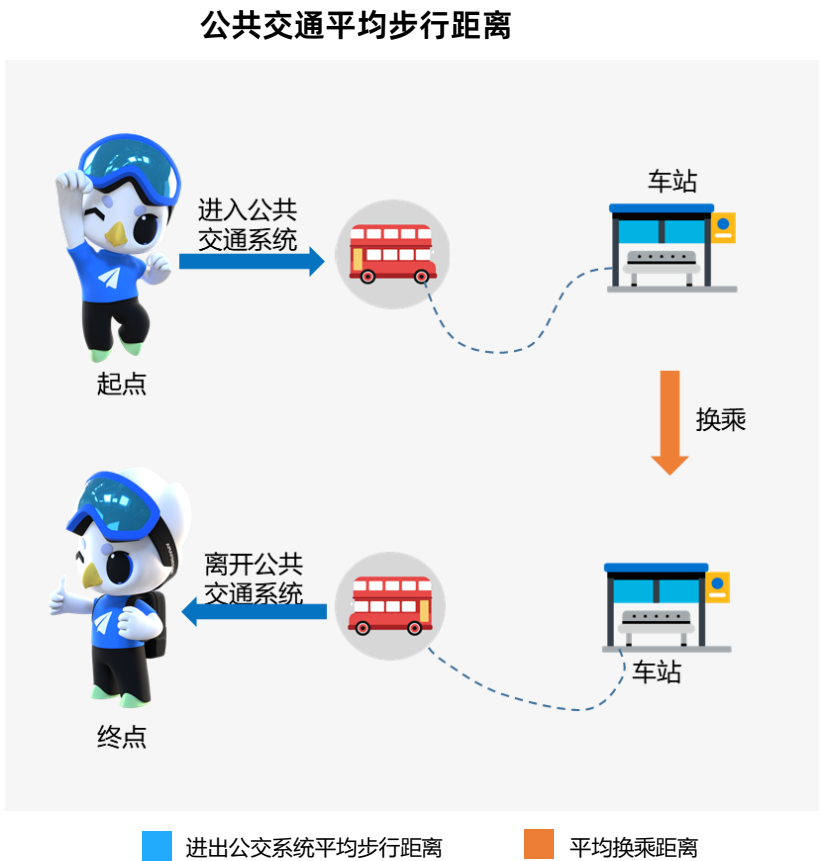 公共交通平均步行距离
进入公共
交通系统
车站
起点
换乘
离开公共
交通系统
车站
终点
进出公交系统平均步行距离
平均换乘距离